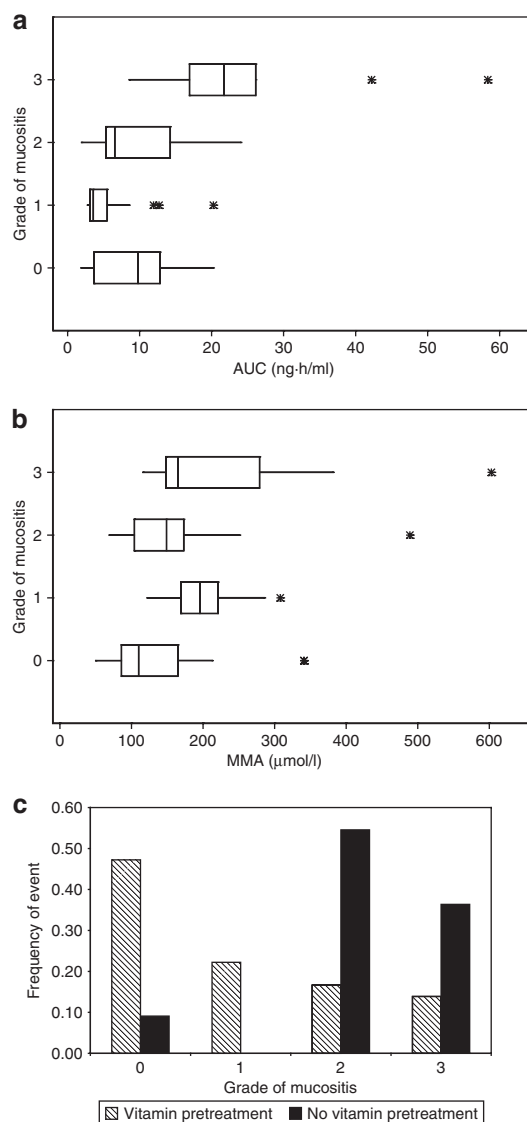 a
3
2
1
0
Grade of mucositis
0 10 20 30 40 50 60
AUC (ng·h/ml)
b
3
2
1
0
Grade of mucositis
0 100 200 300 400 500 600
MMA (μmol/l)
c
0.60
0.50
0.40
0.30
0.20
0.10
0.00
Frequency of event
0 1 2 3
Grade of mucositis
Vitamin pretreatment No vitamin pretreatment